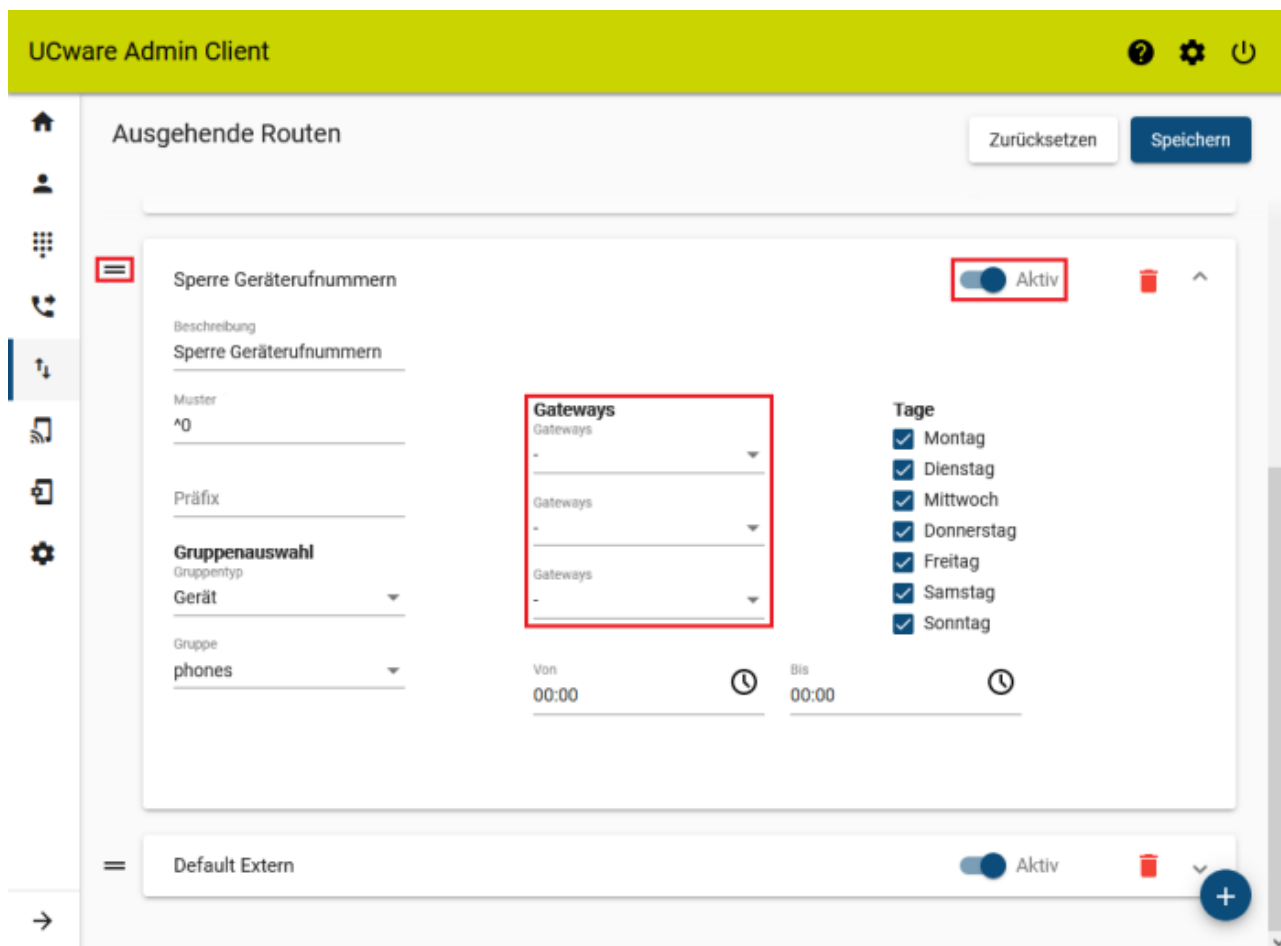 UCware Admin Client
Ausgehende Routen
Zurücksetzen
Speichern
Sperre Geräterufnummern
Aktiv
Beschreibung
Sperre Geräterufnummern
Muster
^0
Präfix
Gruppenauswahl
Gruppentyp
Gerät
Gruppe
phones
Gateways
Gateways
-
Gateways
-
Gateways
-
Tage
Montag
Dienstag
Mittwoch
Donnerstag
Freitag
Samstag
Sonntag
Von
00:00
Bis
00:00
Default Extern
Aktiv